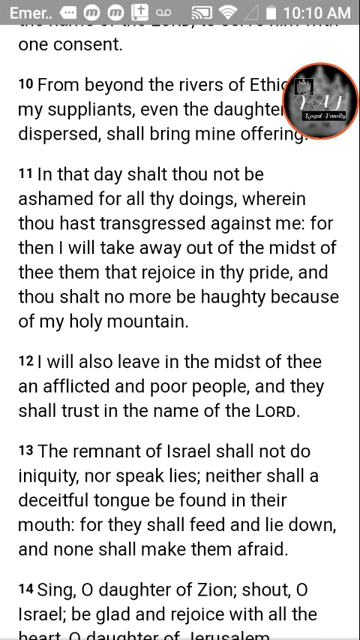 Emer..
10:10 AM
one consent.
10 From beyond the rivers of
my suppliants, even the
dispersed, shall bring mine offering.
11 In that day shalt thou not be
ashamed for all thy doings, wherein
thou hast transgressed against me: for
then I will take away out of the midst of
thee them that rejoice in thy pride, and
thou shalt no more be haughty because
of my holy mountain.
12 I will also leave in the midst of thee
an afflicted and poor people, and they
shall trust in the name of the LORD.
13 The remnant of Israel shall not do
iniquity, nor speak lies; neither shall a
deceitful tongue be found in their
mouth: for they shall feed and lie down,
and none shall make them afraid.
14 Sing, O daughter of Zion; shout, O
Israel; be glad and rejoice with all the
heart, O daughter of Jerusalem